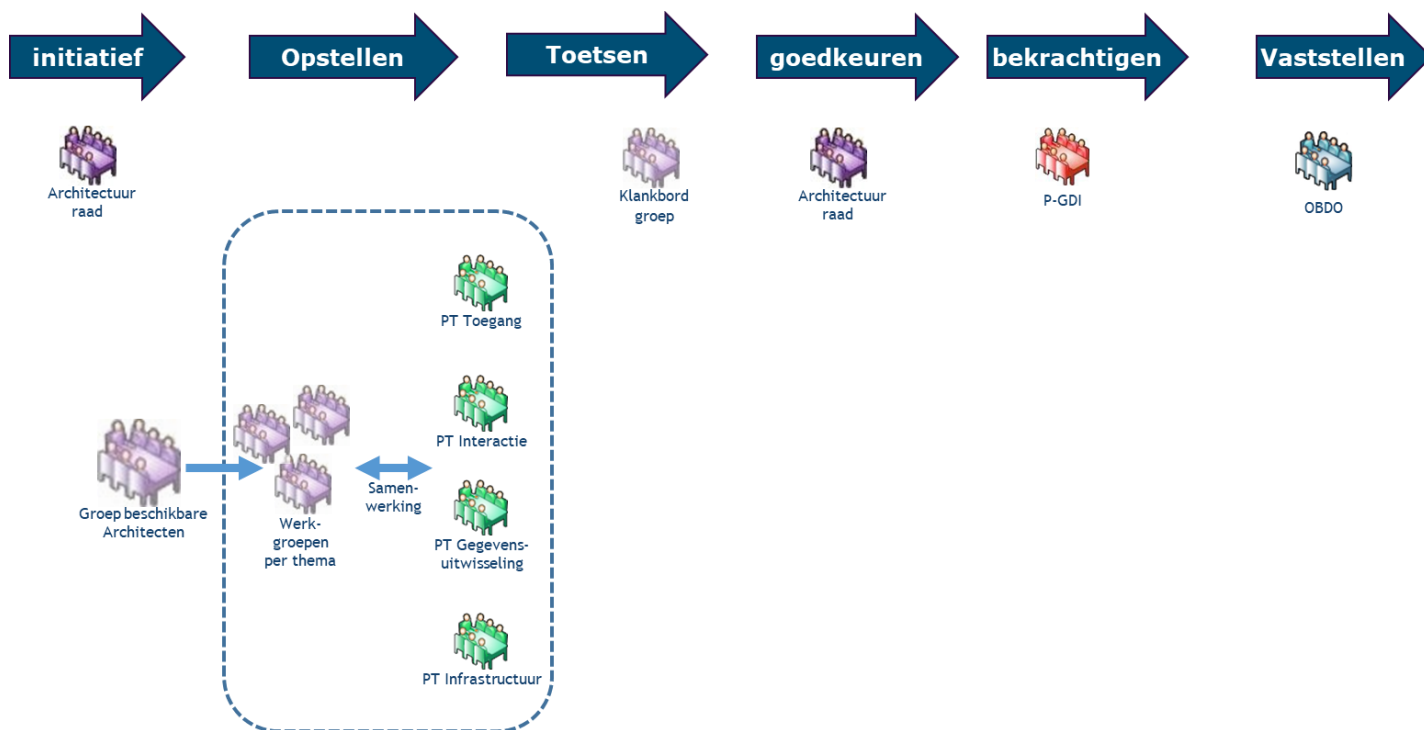 initiatief
Opstellen
Toetsen
goedkeuren
bekrachtigen
Vaststellen
Architectuur
raad
Klankbord
groep
Architectuur
raad
P-GDI
OBDO
PT Toegang
PT Interactie
Groep beschikbare
Architecten
Werk-
groepen
per thema
Samen-
werking
PT Gegevens-
uitwisseling
PT Infrastructuur